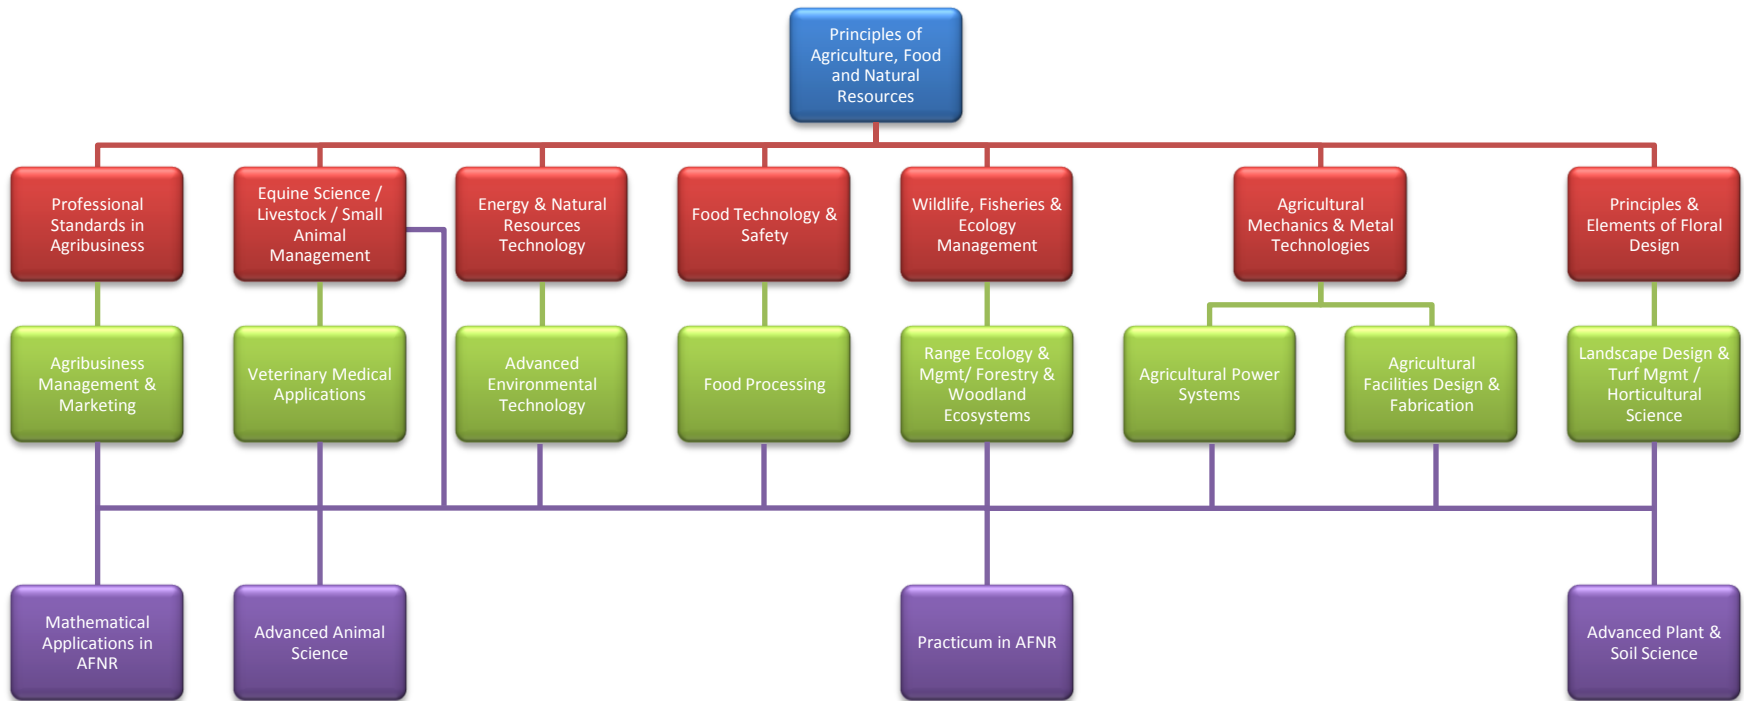 Principles of
Agriculture, Food
and Natural
Resources
Professional
Standards in
Agribusiness
Equine Science /
Livestock / Small
Animal
Management
Energy & Natural
Resources
Technology
Food Technology &
Safety
Wildlife, Fisheries &
Ecology
Management
Agricultural
Mechanics & Metal
Technologies
Principles &
Elements of Floral
Design
Agribusiness
Management &
Marketing
Veterinary Medical
Applications
Advanced
Environmental
Technology
Food Processing
Range Ecology &
Mgmt/ Forestry &
Woodland
Ecosystems
Agricultural Power
Systems
Agricultural
Facilities Design &
Fabrication
Landscape Design &
Turf Mgmt /
Horticultural
Science
Mathematical
Applications in
AFNR
Advanced Animal
Science
Practicum in AFNR
Advanced Plant &
Soil Science